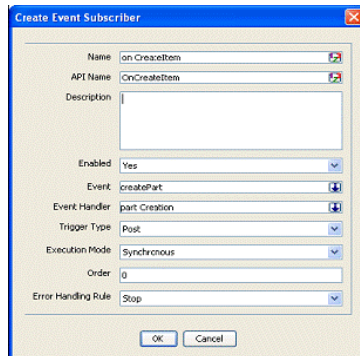 Create Event Subscriber
Name on CreateItem
API Name OnCreateItem
Description
Enabled Yes
Event createPart
Event Handler part Creation
Trigger Type Post
Execution Mode Synchronous
Order 0
Error Handling Rule Stop
OK Cancel